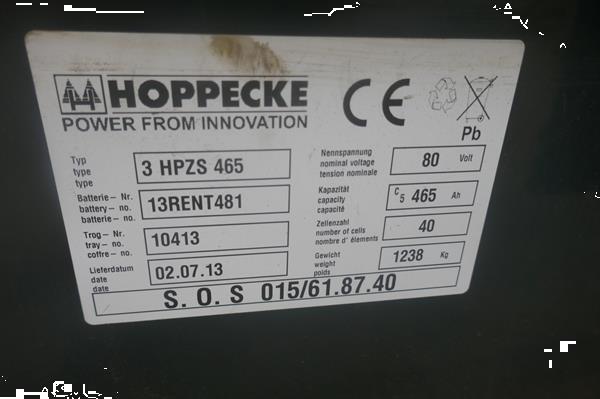 HOPPECKE
POWER FROM INNOVATION
CE
Pb
Typ
type
type
3 HPZS 465
Batterie- Nr.
battery- no.
batterie- no.
13RENT481
Trog- Nr.
tray- no.
coffre- no.
10413
Lieferdatum
date
date
02.07.13
Nennspannung
nominal voltage
tension nominale
80 Volt
Kapazität
capacity
capacité
C5 465 Ah
Zellenzahl
number of cells
nombre d' élements
40
Gewicht
weight
poids
1238 Kg
S. O. S 015/61.87.40